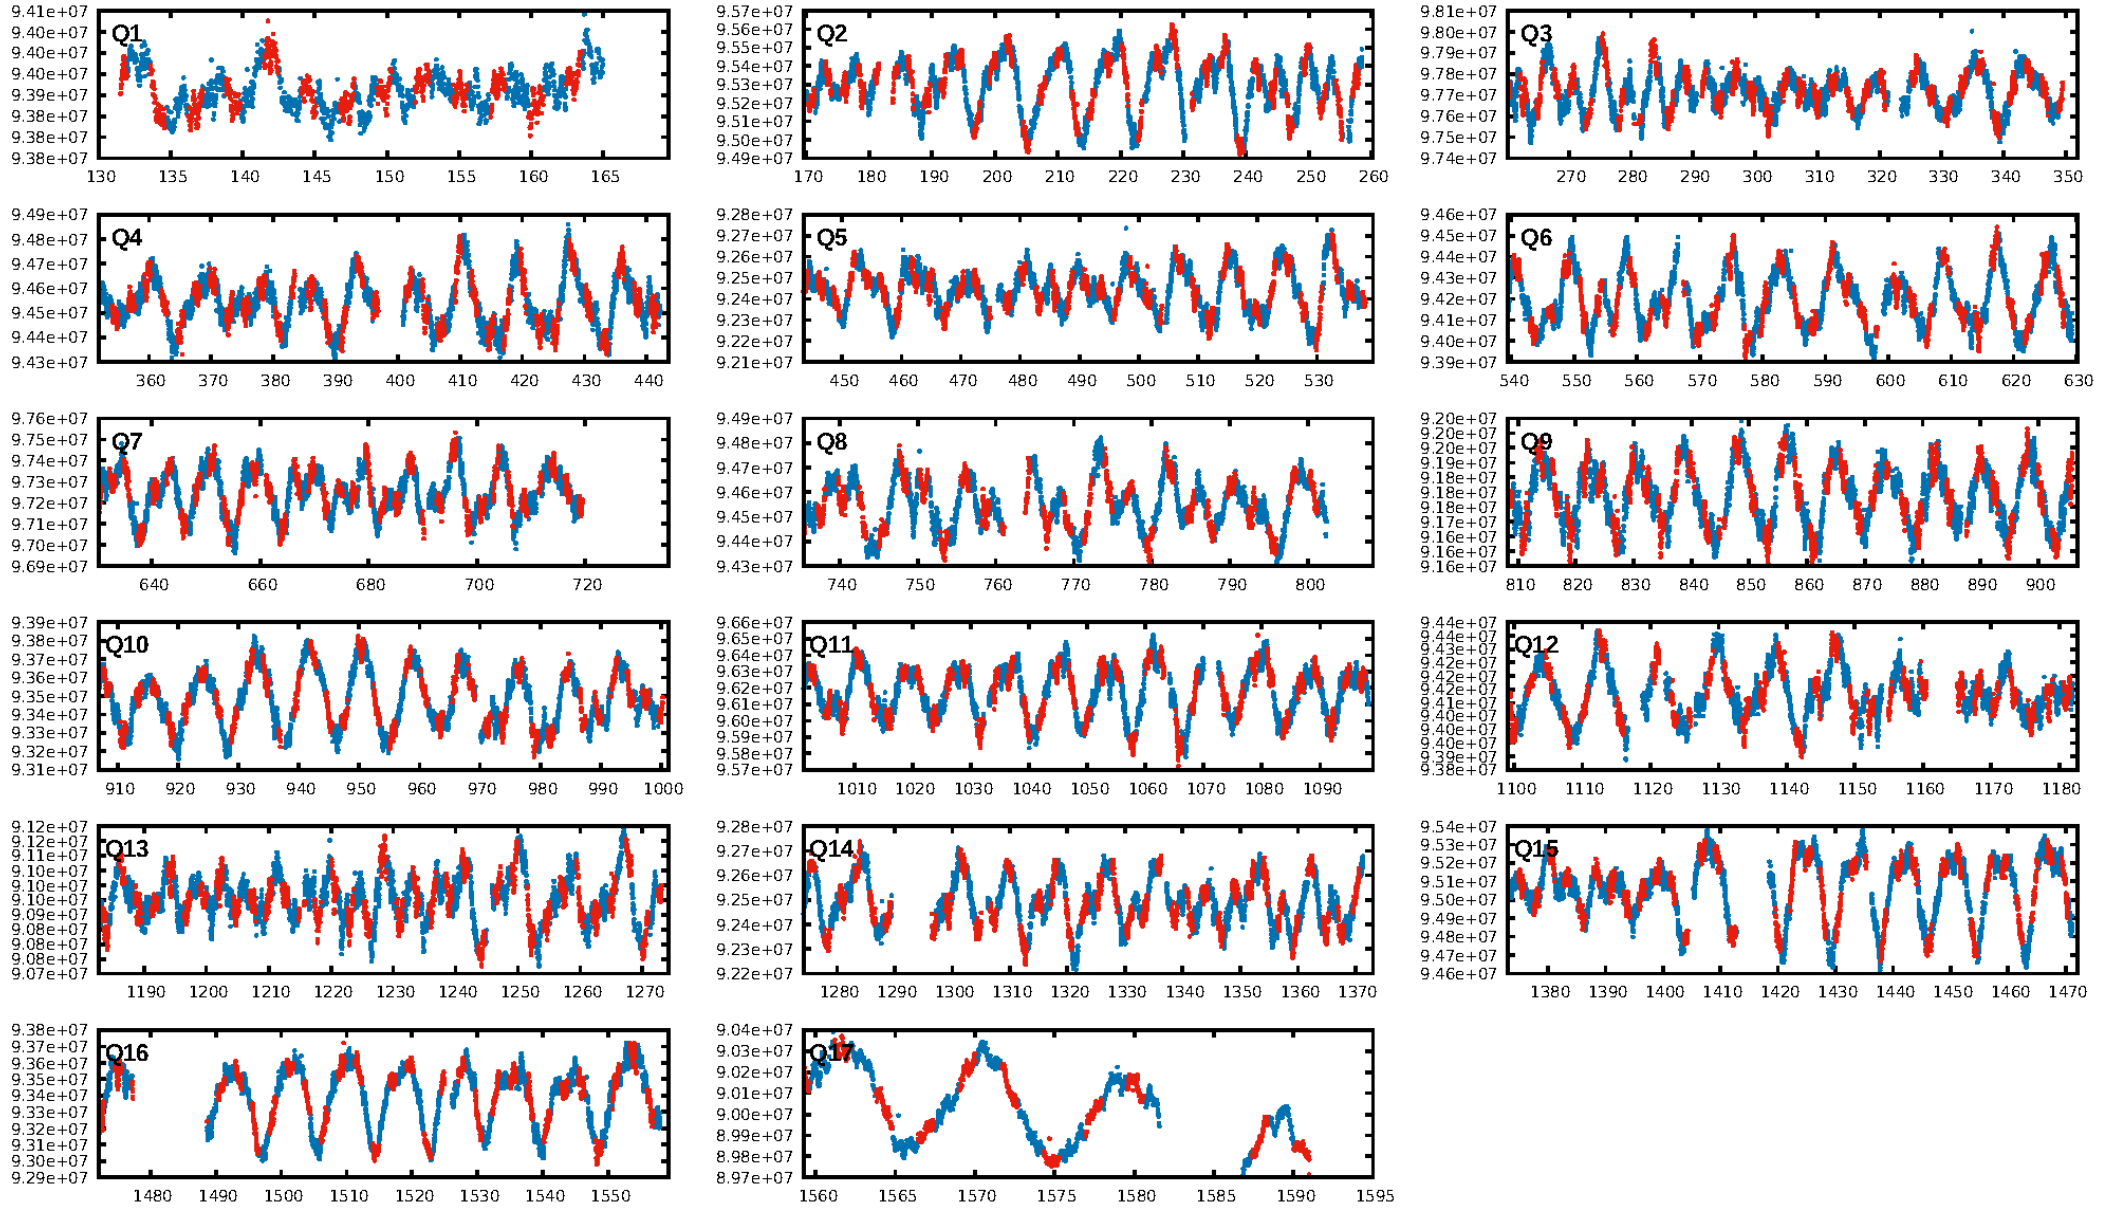 Q1
9.41e+07
9.40e+07
9.40e+07
9.40e+07
9.39e+07
9.38e+07
9.38e+07
9.38e+07
130 135 140 145 150 155 160 165
Q2
9.57e+07
9.56e+07
9.55e+07
9.54e+07
9.53e+07
9.52e+07
9.51e+07
9.50e+07
9.49e+07
170 180 190 200 210 220 230 240 250 260
Q3
9.81e+07
9.80e+07
9.79e+07
9.78e+07
9.77e+07
9.76e+07
9.75e+07
9.74e+07
270 280 290 300 310 320 330 340 350
Q4
9.49e+07
9.48e+07
9.47e+07
9.46e+07
9.45e+07
9.44e+07
9.43e+07
360 370 380 390 400 410 420 430 440
Q5
9.28e+07
9.27e+07
9.26e+07
9.25e+07
9.24e+07
9.23e+07
9.22e+07
9.21e+07
450 460 470 480 490 500 510 520 530
Q6
9.46e+07
9.45e+07
9.43e+07
9.42e+07
9.41e+07
9.40e+07
9.39e+07
540 550 560 570 580 590 600 610 620 630
Q7
9.76e+07
9.75e+07
9.74e+07
9.73e+07
9.72e+07
9.71e+07
9.70e+07
9.69e+07
640 660 680 700 720
Q8
9.49e+07
9.48e+07
9.47e+07
9.46e+07
9.45e+07
9.44e+07
9.43e+07
740 750 760 770 780 790 800
Q9
9.20e+07
9.20e+07
9.20e+07
9.19e+07
9.19e+07
9.18e+07
9.18e+07
9.17e+07
9.17e+07
9.16e+07
9.16e+07
810 820 830 840 850 860 870 880 890 900
Q10
9.39e+07
9.38e+07
9.37e+07
9.36e+07
9.35e+07
9.34e+07
9.33e+07
9.32e+07
9.31e+07
910 920 930 940 950 960 970 980 990 1000
Q11
9.66e+07
9.65e+07
9.64e+07
9.63e+07
9.62e+07
9.61e+07
9.60e+07
9.59e+07
9.58e+07
9.57e+07
1010 1020 1030 1040 1050 1060 1070 1080 1090
Q12
9.44e+07
9.44e+07
9.43e+07
9.42e+07
9.42e+07
9.41e+07
9.41e+07
9.40e+07
9.40e+07
9.39e+07
9.39e+07
9.38e+07
1100 1110 1120 1130 1140 1150 1160 1170 1180
Q13
9.12e+07
9.11e+07
9.11e+07
9.10e+07
9.10e+07
9.09e+07
9.08e+07
9.08e+07
9.07e+07
1190 1200 1210 1220 1230 1240 1250 1260 1270
Q14
9.28e+07
9.27e+07
9.26e+07
9.25e+07
9.24e+07
9.23e+07
9.22e+07
1280 1290 1300 1310 1320 1330 1340 1350 1360 1370
Q15
9.54e+07
9.53e+07
9.52e+07
9.51e+07
9.50e+07
9.49e+07
9.48e+07
9.47e+07
9.46e+07
1380 1390 1400 1410 1420 1430 1440 1450 1460 1470
Q16
9.38e+07
9.37e+07
9.36e+07
9.35e+07
9.34e+07
9.33e+07
9.32e+07
9.31e+07
9.30e+07
9.29e+07
1480 1490 1500 1510 1520 1530 1540 1550
Q17
9.04e+07
9.03e+07
9.02e+07
9.01e+07
9.00e+07
8.99e+07
8.98e+07
8.97e+07
1560 1565 1570 1575 1580 1585 1590 1595